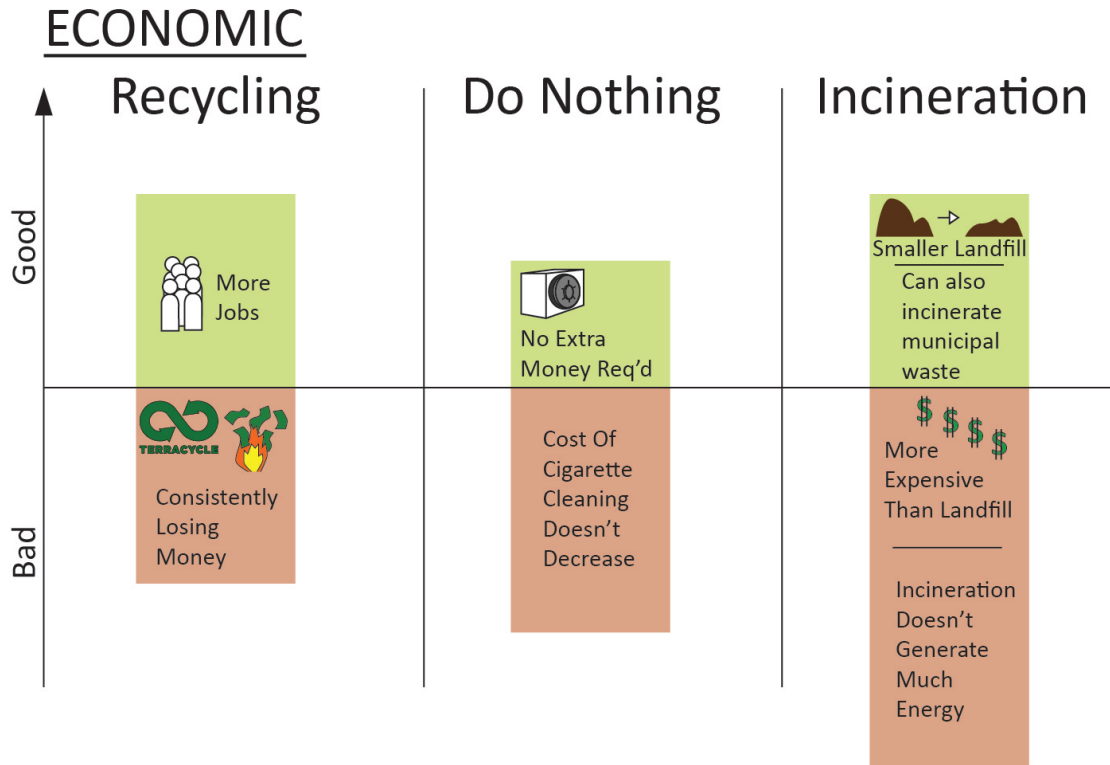 ECONOMIC
Recycling
Do Nothing
Incineration
Good
Bad
More
Jobs
TERRACYCLE
Consistently
Losing
Money
No Extra
Money Req'd
Cost Of
Cigarette
Cleaning
Doesn't
Decrease
Smaller Landfill
Can also
incinerate
municipal
waste
$ $ $ $
More
Expensive
Than Landfill
Incineration
Doesn't
Generate
Much
Energy